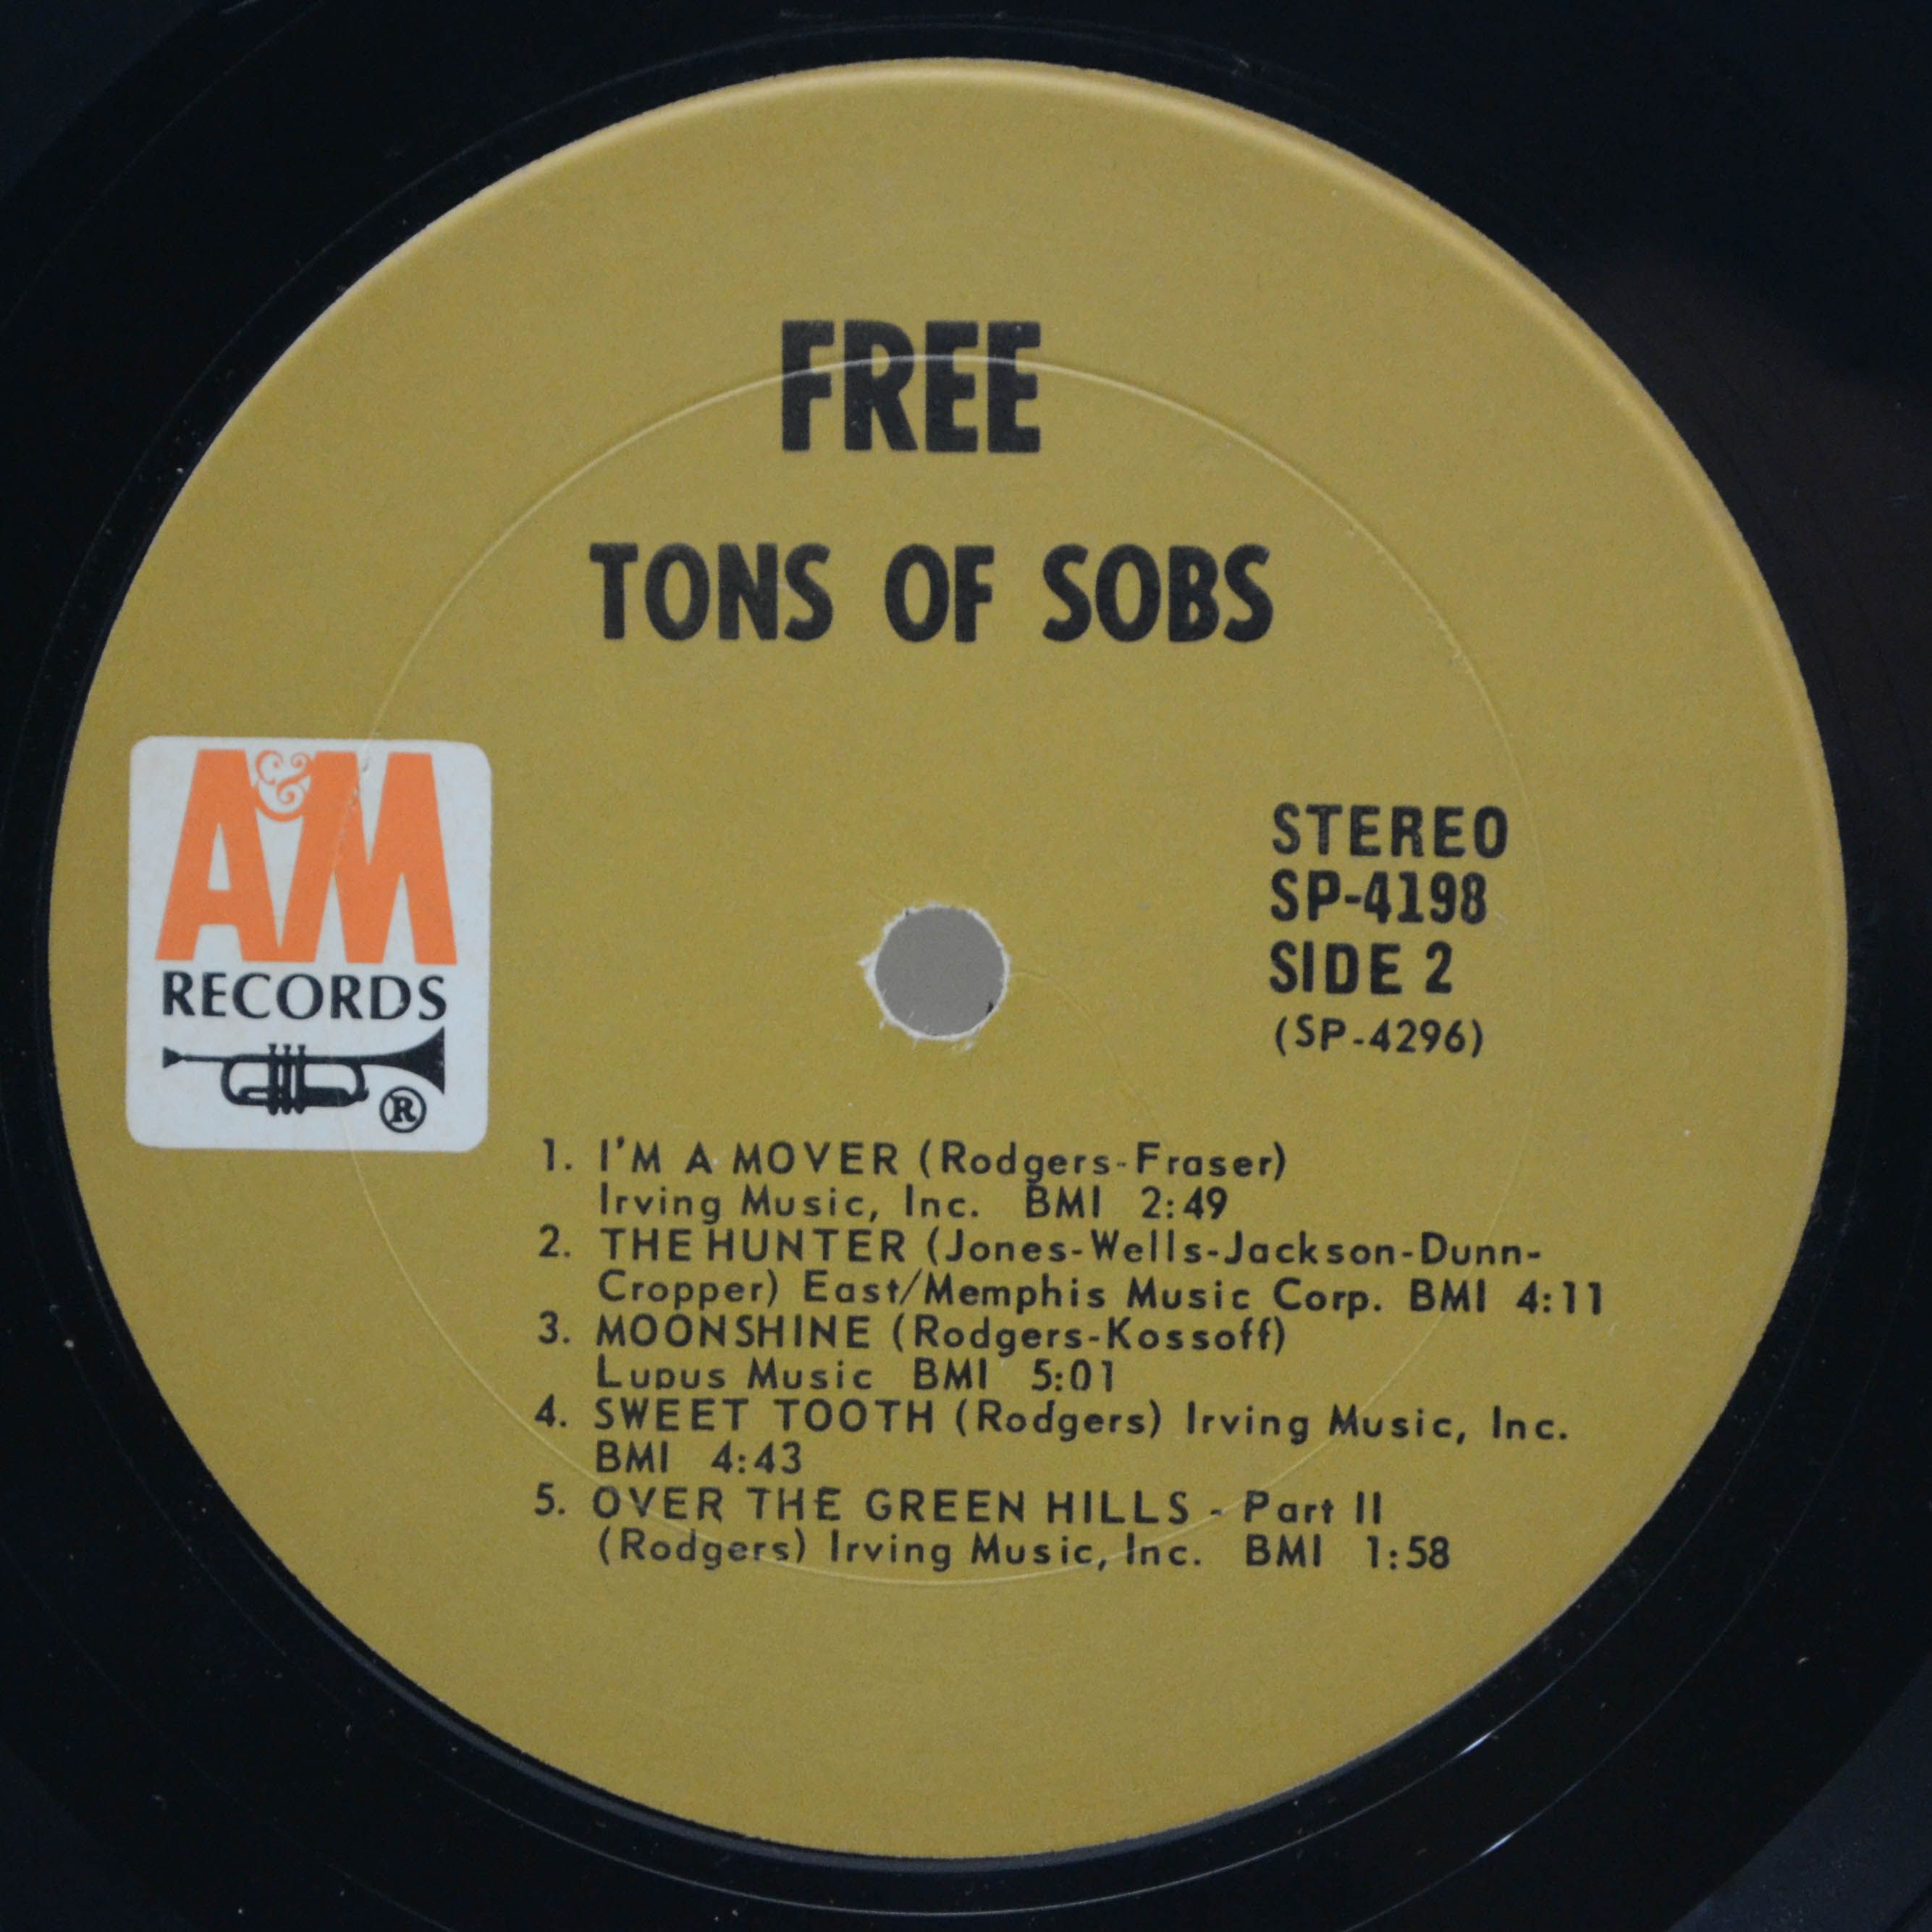 FREE
TONS OF SOBS
A&M
RECORDS
®
STEREO
SP-4198
SIDE 2
(SP-4296)
1. I'M A MOVER (Rodgers-Fraser)
Irving Music, Inc. BMI 2:49
2. THE HUNTER (Jones-Wells-Jackson-Dunn-
Cropper) East/Memphis Music Corp. BMI 4:11
3. MOONSHINE (Rodgers-Kossoff)
Lupus Music BMI 5:01
4. SWEET TOOTH (Rodgers) Irving Music, Inc.
BMI 4:43
5. OVER THE GREEN HILLS - Part II
(Rodgers) Irving Music, Inc. BMI 1:58